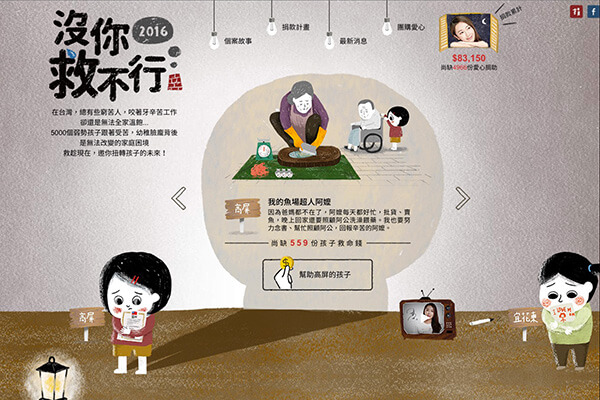 沒你
2016
救不行
在台灣，總有些窮苦人，咬著牙辛苦工作
卻還是無法全家溫飽...
5000個弱勢孩子跟著受苦，幼稚臉龐背後
是無法改變的家庭困境
救趁現在，邀你扭轉孩子的未來！
個案故事
捐款計畫
最新消息
團購愛心
捐款累計
$83,150
尚缺4966份愛心捐助
高屏
我的魚場超人阿嬤
因為爸媽都不在了，阿嬤每天都好忙，批貨、賣
魚，晚上回家還要照顧阿公洗澡餵藥。我也要努
力念書、幫忙照顧阿公，回報辛苦的阿嬤。
尚缺 559 份孩子救命錢
幫助高屏的孩子
高屏
宜花東